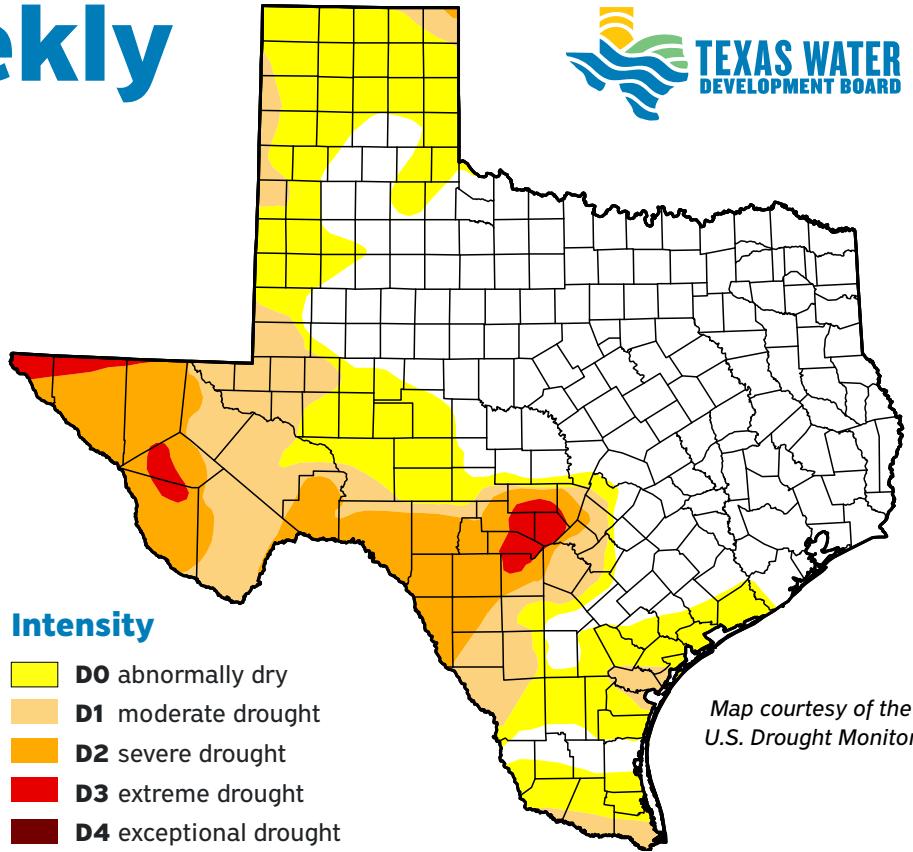 ekly
TEXAS WATER
DEVELOPMENT BOARD
Intensity
D0 abnormally dry
D1 moderate drought
D2 severe drought
D3 extreme drought
D4 exceptional drought
Map courtesy of the
U.S. Drought Monitor